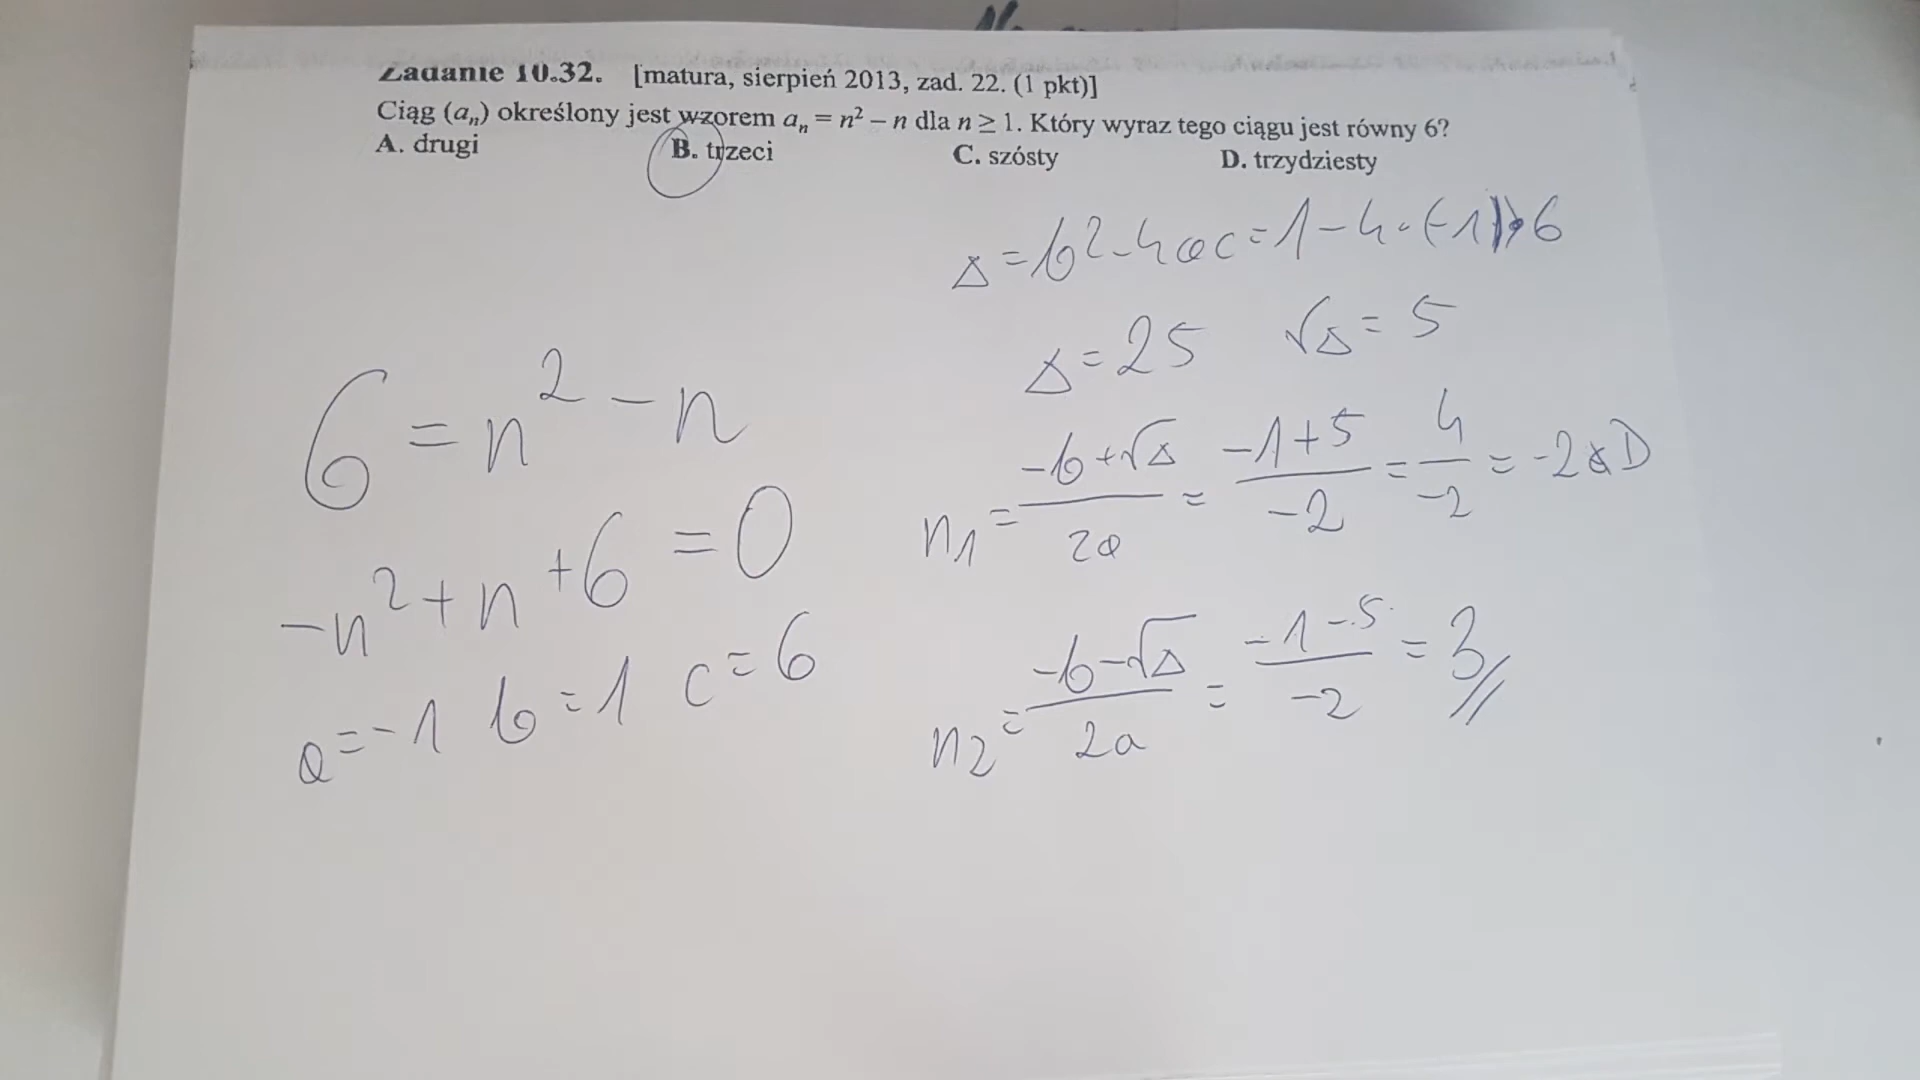 Zadanie 10.32. [matura, sierpień 2013, zad. 22. (1 pkt)]
Ciąg (aₙ) określony jest wzorem aₙ = n² – n dla n ≥ 1. Który wyraz tego ciągu jest równy 6?
A. drugi B. trzeci C. szósty D. trzydziesty
6 = n² – n
-n² + n + 6 = 0
a = -1 b = 1 c = 6
Δ = b² - 4ac = 1 - 4 · (-1) · 6
Δ = 25 √Δ = 5
n₁ = (-b + √Δ)/2a = (-1 + 5)/-2 = 4/-2 = -2 ∉ D
n₂ = (-b - √Δ)/2a = (-1 - 5)/-2 = 3